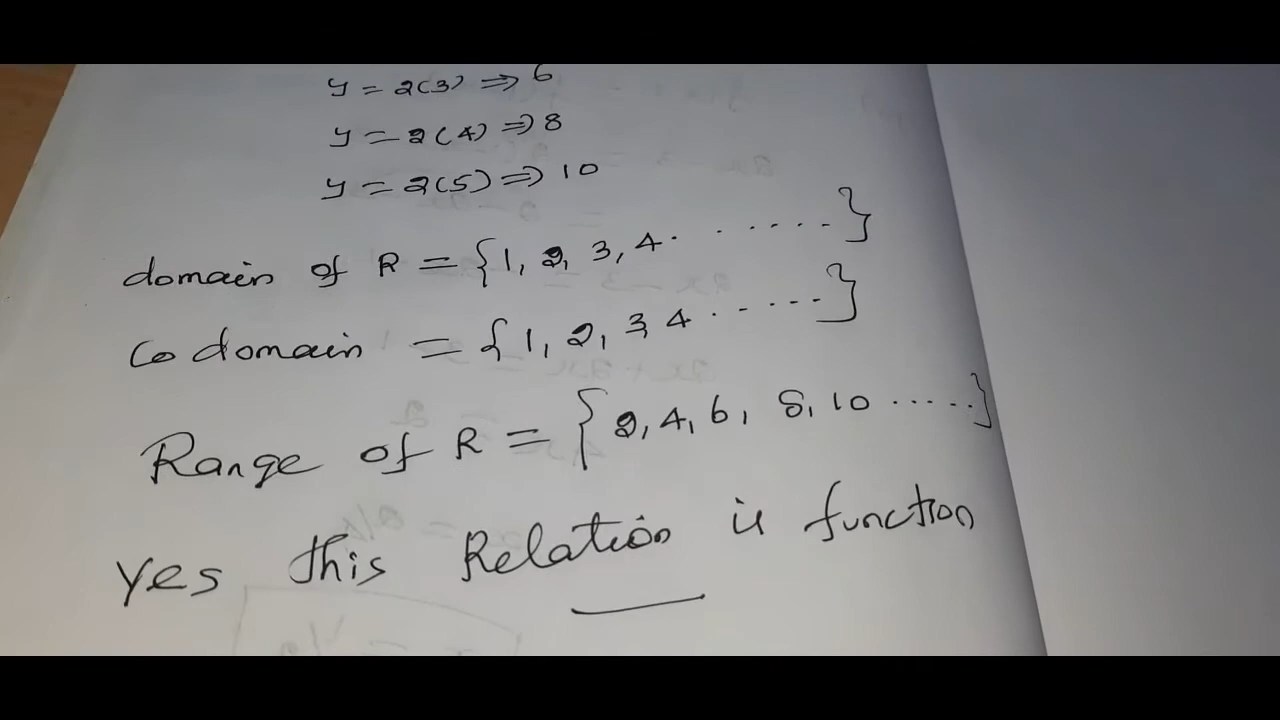 y = 2(3) ⇒ 6
y = 2(4) ⇒ 8
y = 2(5) ⇒ 10
domain of R = {1, 2, 3, 4. . ......}
Co domain = {1, 2, 3, 4 . .....}
Range of R = {2, 4, 6, 8, 10 .....}
Yes this Relation is function